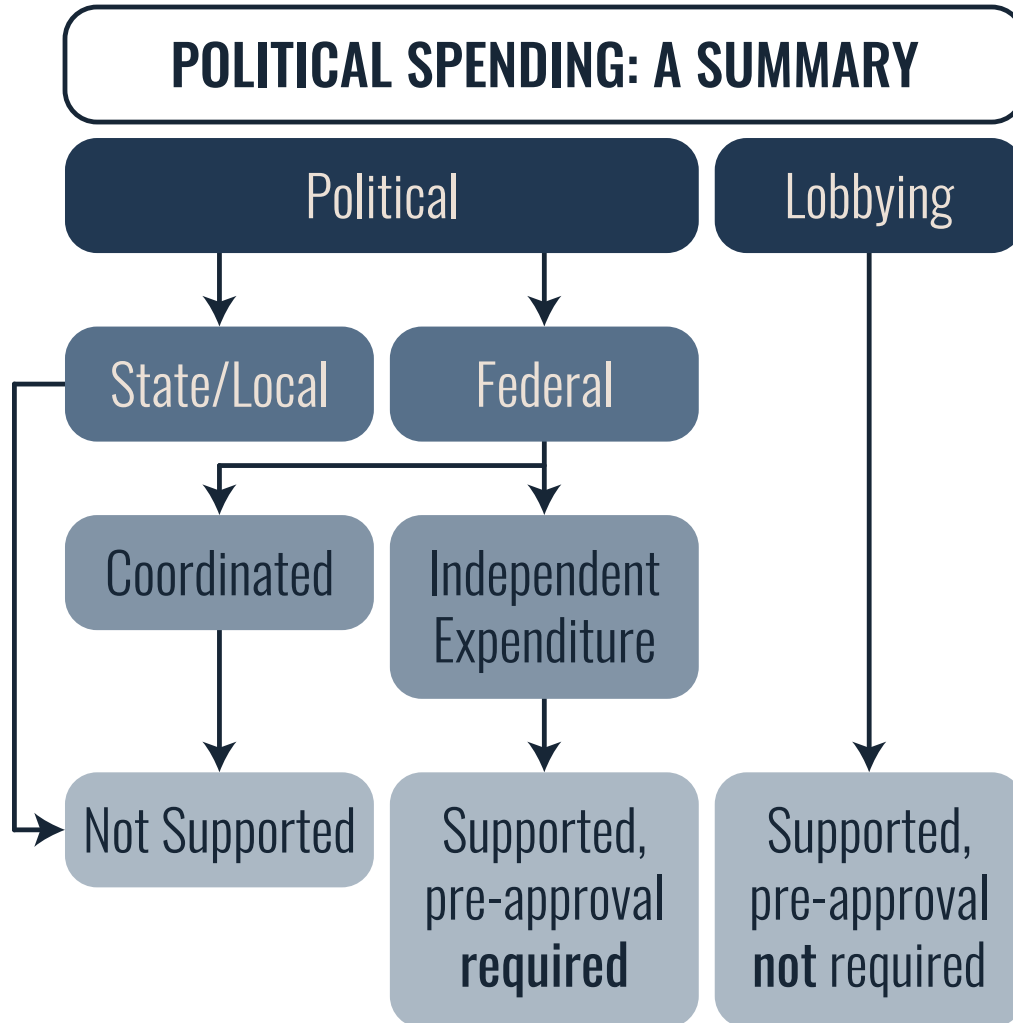 POLITICAL SPENDING: A SUMMARY
Political
Lobbying
State/Local
Federal
Coordinated
Independent
Expenditure
Not Supported
Supported,
pre-approval
required
Supported,
pre-approval
not required